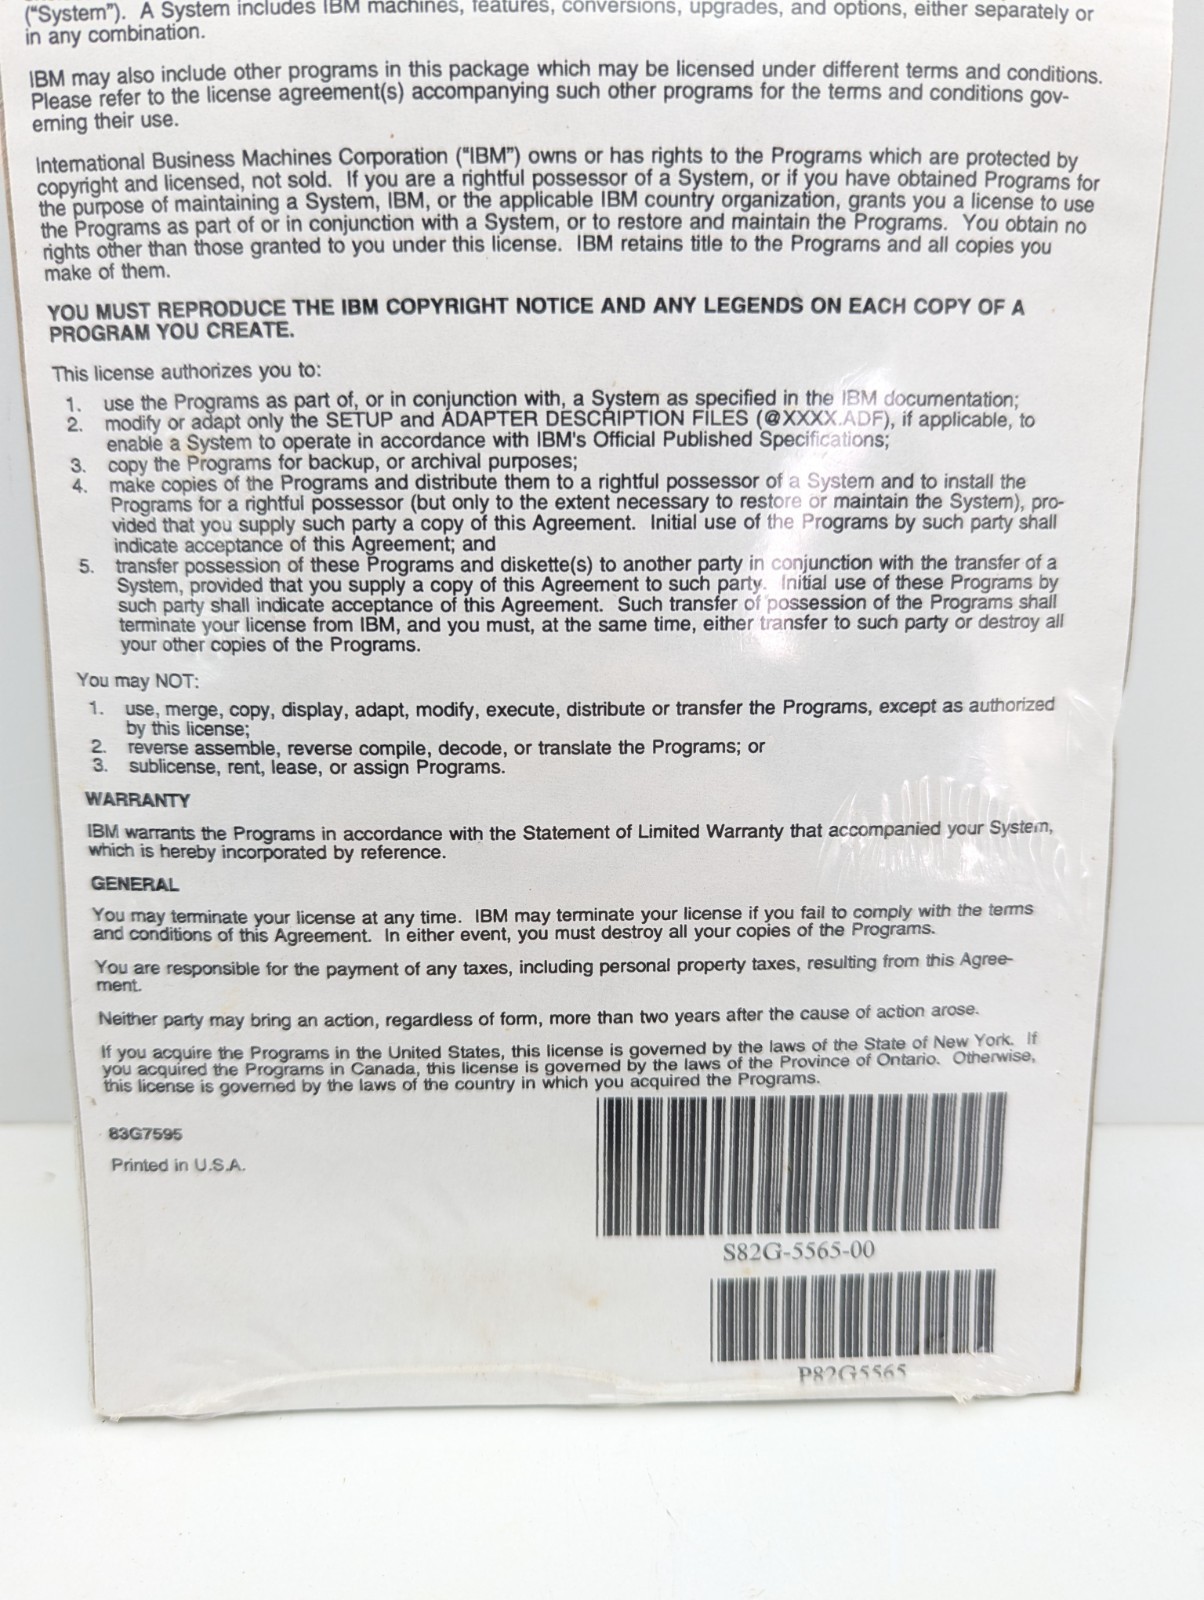 ("System"). A System includes IBM machines, features, conversions, upgrades, and options, either separately or
in any combination.
IBM may also include other programs in this package which may be licensed under different terms and conditions.
Please refer to the license agreement(s) accompanying such other programs for the terms and conditions gov-
erning their use.
International Business Machines Corporation ("IBM") owns or has rights to the Programs which are protected by
copyright and licensed, not sold. If you are a rightful possessor of a System, or if you have obtained Programs for
the purpose of maintaining a System, IBM, or the applicable IBM country organization, grants you a license to use
the Programs as part of or in conjunction with a System, or to restore and maintain the Programs. You obtain no
rights other than those granted to you under this license. IBM retains title to the Programs and all copies you
make of them.
YOU MUST REPRODUCE THE IBM COPYRIGHT NOTICE AND ANY LEGENDS ON EACH COPY OF A
PROGRAM YOU CREATE.
This license authorizes you to:
1. use the Programs as part of, or in conjunction with, a System as specified in the IBM documentation;
2. modify or adapt only the SETUP and ADAPTER DESCRIPTION FILES (@XXXX.ADF), if applicable, to
enable a System to operate in accordance with IBM's Official Published Specifications;
3. copy the Programs for backup, or archival purposes;
4. make copies of the Programs and distribute them to a rightful possessor of a System and to install the
Programs for a rightful possessor (but only to the extent necessary to restore or maintain the System), pro-
vided that you supply such party a copy of this Agreement. Initial use of the Programs by such party shall
indicate acceptance of this Agreement; and
5. transfer possession of these Programs and diskette(s) to another party in conjunction with the transfer of a
System, provided that you supply a copy of this Agreement to such party. Initial use of these Programs by
such party shall indicate acceptance of this Agreement. Such transfer of possession of the Programs shall
terminate your license from IBM, and you must, at the same time, either transfer to such party or destroy all
your other copies of the Programs.
You may NOT:
1. use, merge, copy, display, adapt, modify, execute, distribute or transfer the Programs, except as authorized
by this license;
2. reverse assemble, reverse compile, decode, or translate the Programs; or
3. sublicense, rent, lease, or assign Programs.
WARRANTY
IBM warrants the Programs in accordance with the Statement of Limited Warranty that accompanied your System,
which is hereby incorporated by reference.
GENERAL
You may terminate your license at any time. IBM may terminate your license if you fail to comply with the terms
and conditions of this Agreement. In either event, you must destroy all your copies of the Programs.
You are responsible for the payment of any taxes, including personal property taxes, resulting from this Agree-
ment.
Neither party may bring an action, regardless of form, more than two years after the cause of action arose.
If you acquire the Programs in the United States, this license is governed by the laws of the State of New York. If
you acquired the Programs in Canada, this license is governed by the laws of the Province of Ontario. Otherwise,
this license is governed by the laws of the country in which you acquired the Programs.
83G7595
Printed in U.S.A.
S82G-5565-00
P82G5565